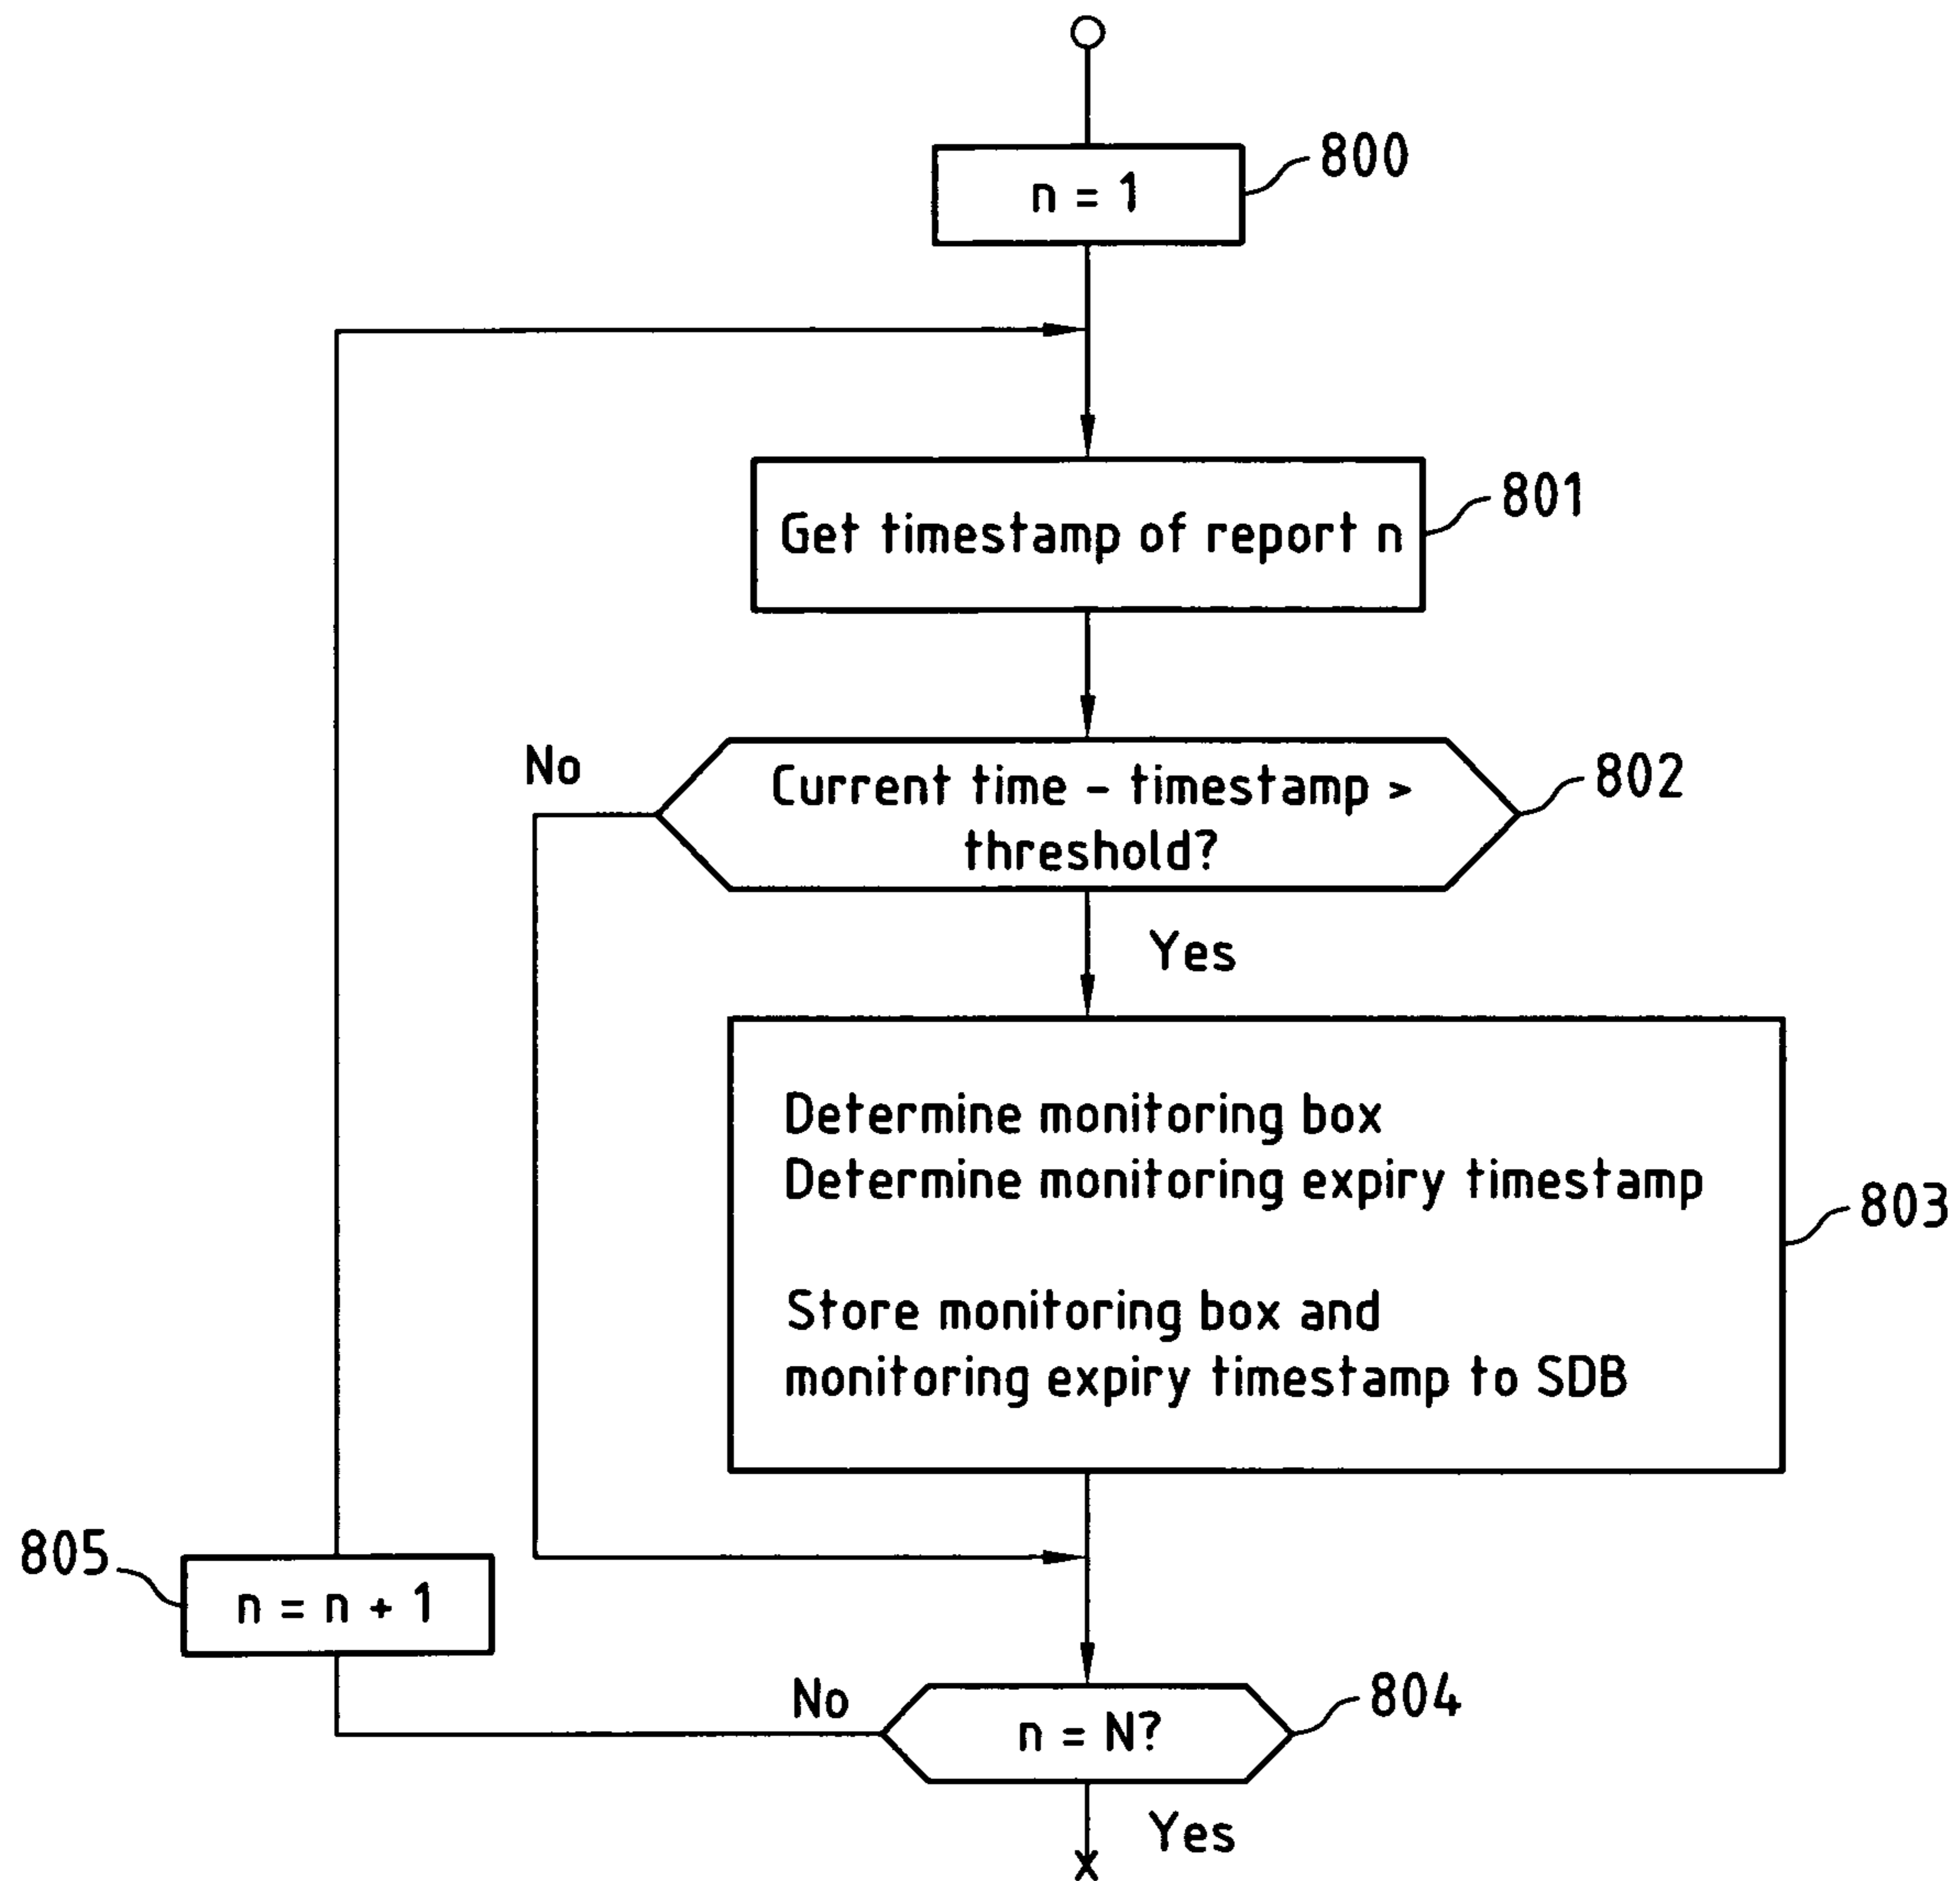 800
n = 1
801
Get timestamp of report n
No
802
Current time - timestamp >
threshold?
Yes
Determine monitoring box
Determine monitoring expiry timestamp
803
Store monitoring box and
monitoring expiry timestamp to SDB
805
n = n + 1
No
804
n = N?
Yes